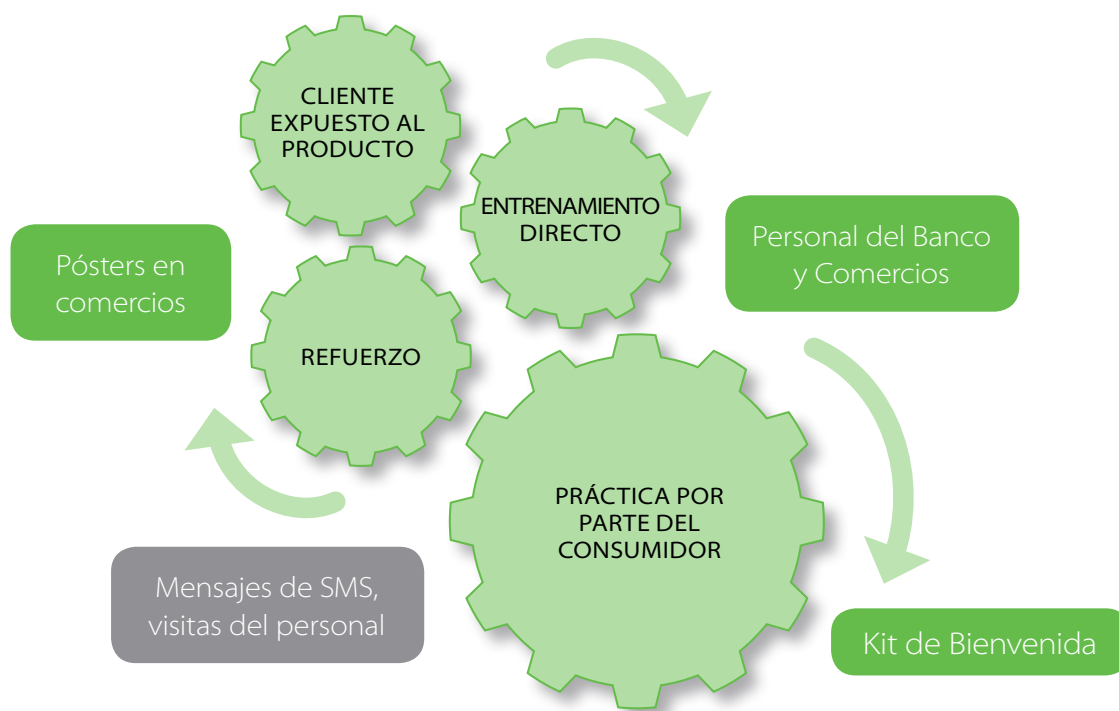 CLIENTE
EXPUESTO AL
PRODUCTO
ENTRENAMIENTO
DIRECTO
Personal del Banco
y Comercios
Pósters en
comercios
REFUERZO
PRÁCTICA POR
PARTE DEL
CONSUMIDOR
Mensajes de SMS,
visitas del personal
Kit de Bienvenida